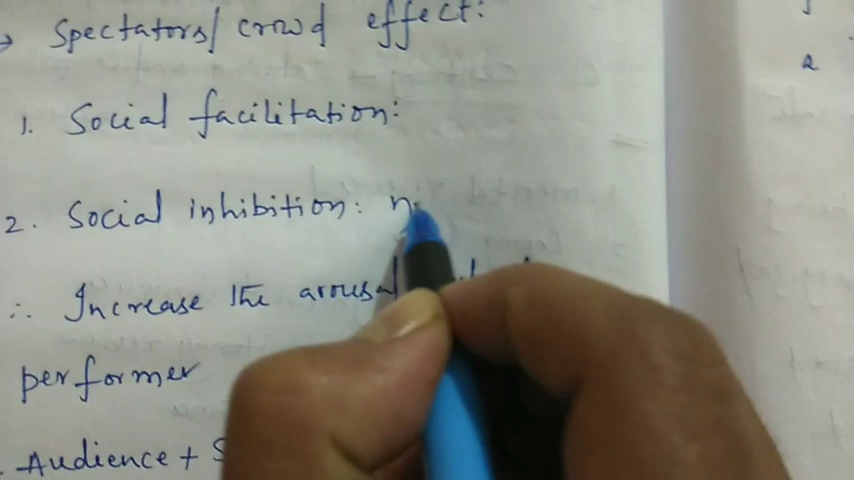 → Spectators/ crowd effect:
1. Social facilitation:
2. Social inhibition: n
∴ Increase the arousal
performer
Audience + S